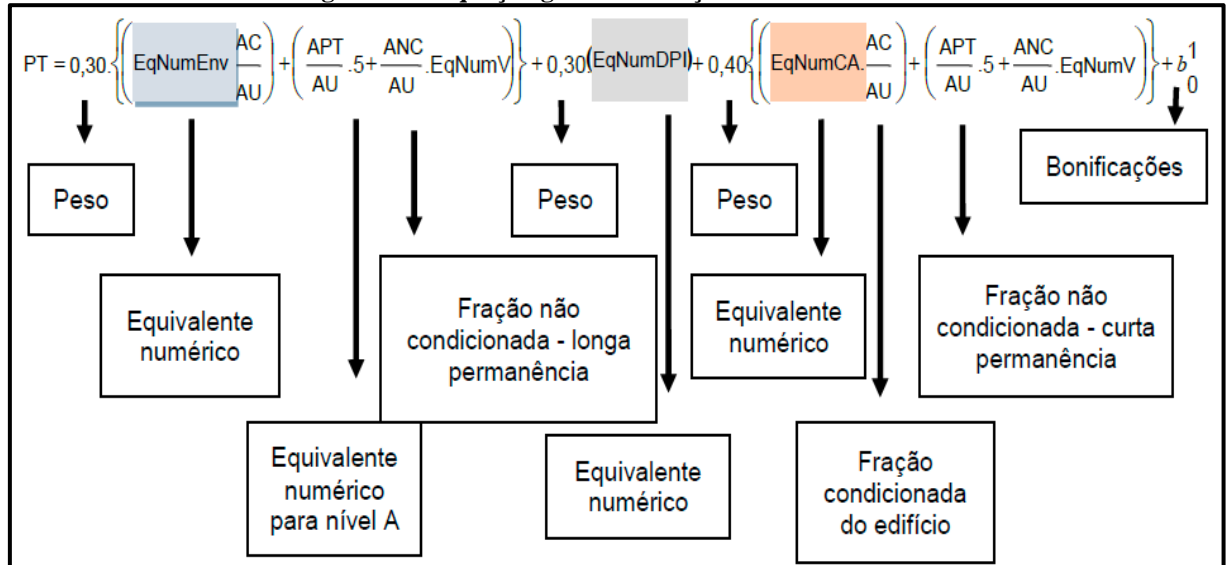 PT = 0,30.{((EqNumEnv AC/AU) + (APT/AU .5+ ANC/AU .EqNumV)} + 0,30(EqNumDPI)+ 0,40{((EqNumCA. AC/AU) + (APT/AU .5+ ANC/AU .EqNumV)} + b 1 0
Bonificações
Peso
Peso
Peso
Equivalente
numérico
Fração não
condicionada - longa
permanência
Equivalente
numérico
Fração não
condicionada - curta
permanência
Equivalente
numérico
para nível A
Equivalente
numérico
Fração
condicionada
do edifício